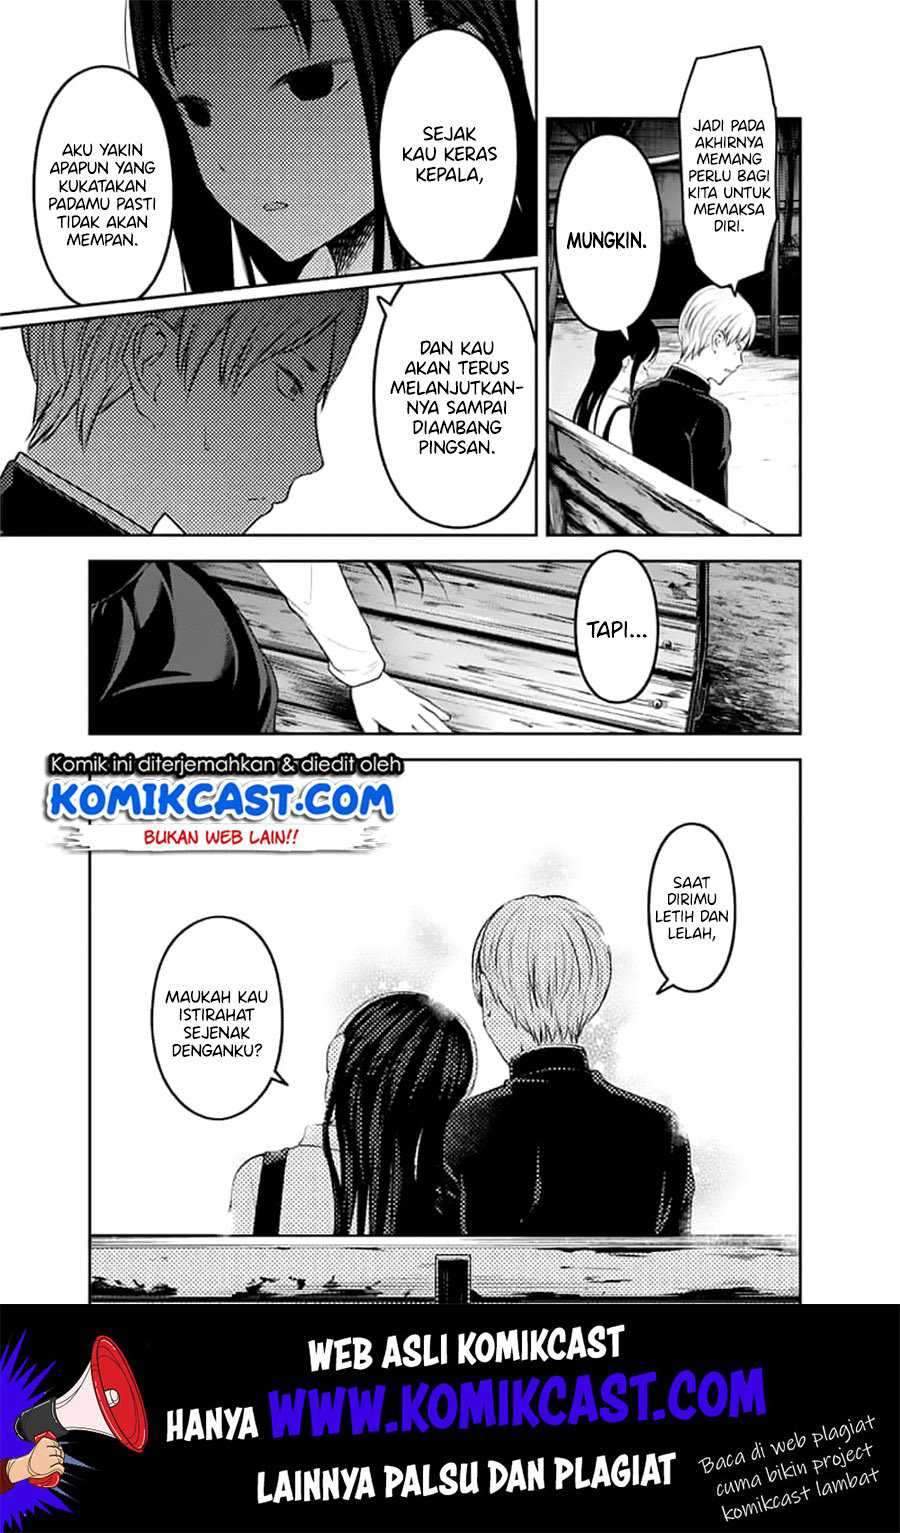 JADI PADA
AKHIRNYA
MEMANG
PERLU BAGI
KITA UNTUK
MEMAKSA
DIRI.
MUNGKIN.
SEJAK
KAU KERAS
KEPALA,
AKU YAKIN
APAPUN YANG
KUKATAKAN
PADAMU PASTI
TIDAK AKAN
MEMPAN.
DAN KAU
AKAN TERUS
MELANJUTKAN-
NYA SAMPAI
DIAMBANG
PINGSAN.
TAPI...
Komik ini diterjemahkan & diedit oleh
KOMIKCAST.COM
BUKAN WEB LAIN!!
SAAT
DIRIMU
LETIH DAN
LELAH,
MAUKAH KAU
ISTIRAHAT
SEJENAK
DENGANKU?
WEB ASLI KOMIKCAST
HANYA WWW.KOMIKCAST.COM
LAINNYA PALSU DAN PLAGIAT
Baca di web plagiat
cuma bikin project
komikcast lambat